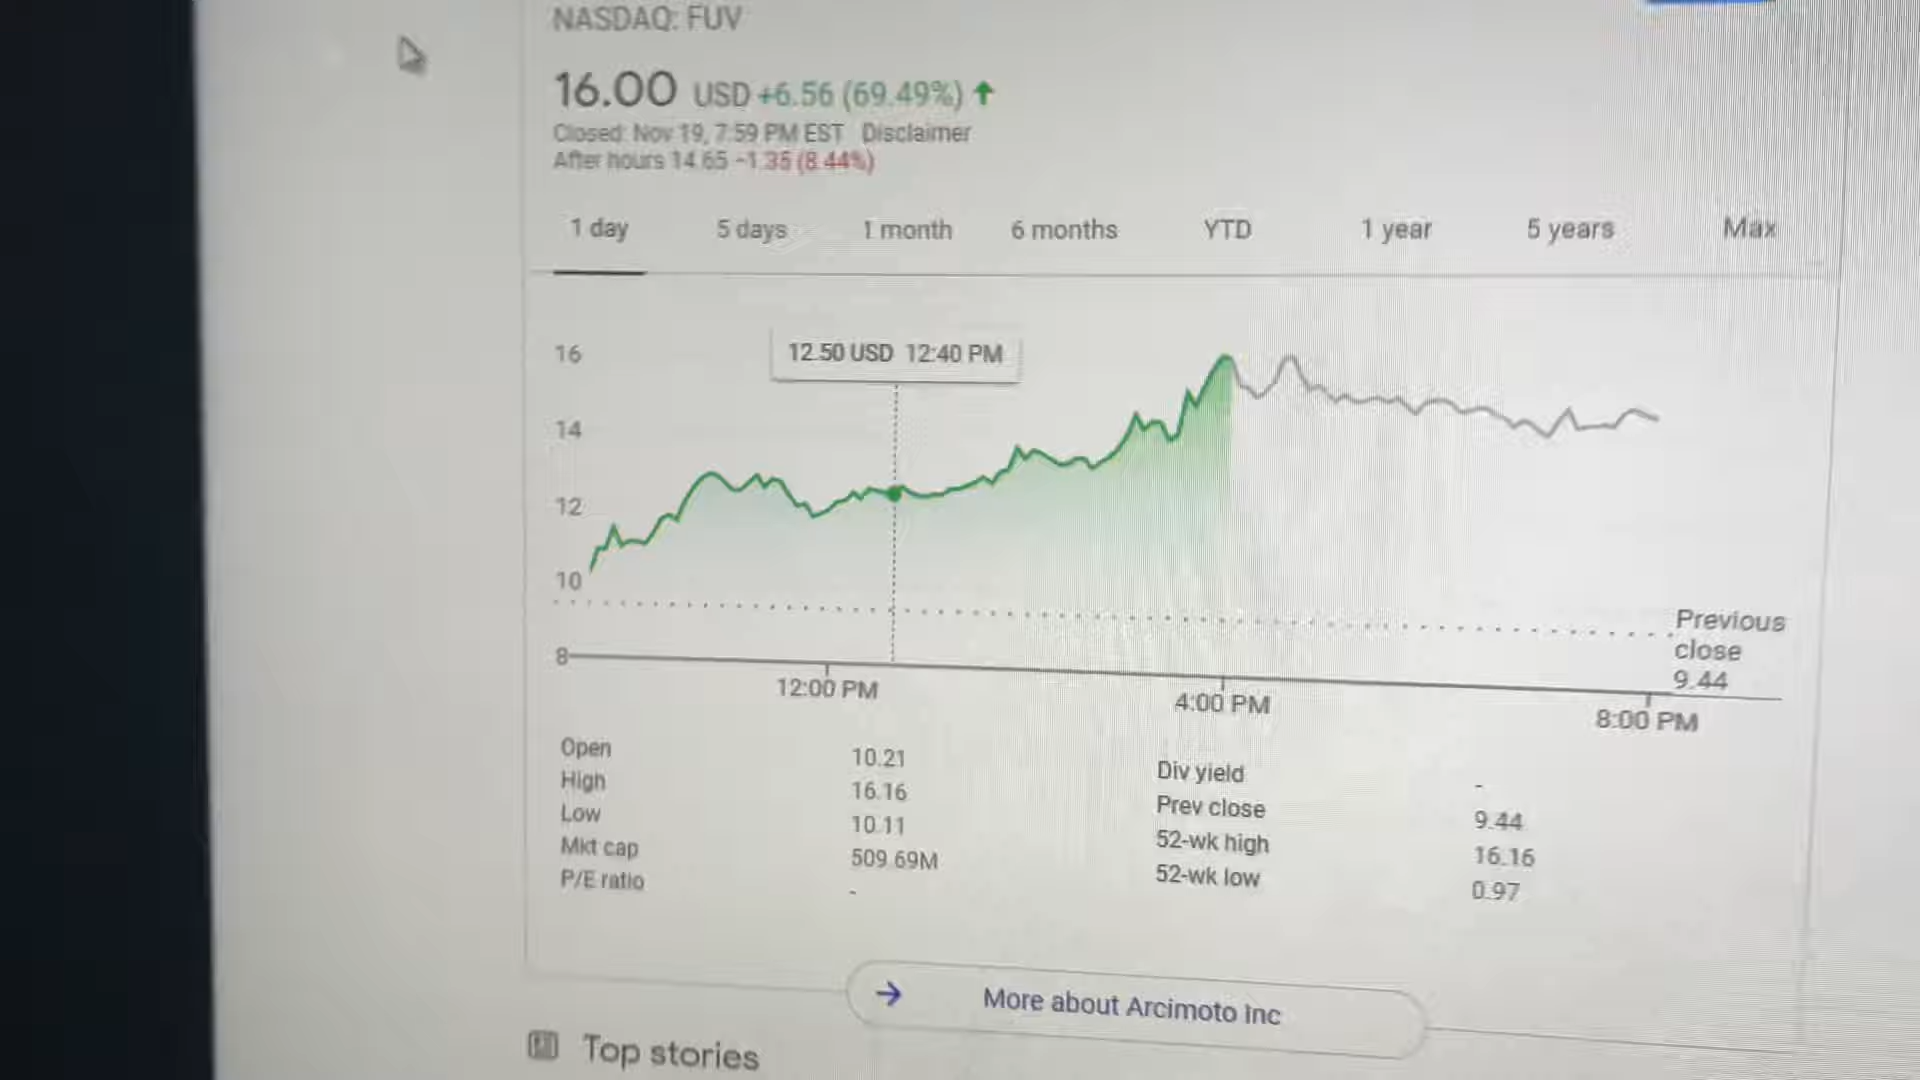 NASDAQ: FUV
16.00 USD +6.56 (69.49%)
Closed: Nov 19, 7:59 PM EST Disclaimer
After hours 14.65 −1.35 (8.44%)
1 day 5 days 1 month 6 months YTD 1 year 5 years Max
12.50 USD 12:40 PM
16
14
12
10
8
Previous
close
9.44
12:00 PM 4:00 PM 8:00 PM
Open 10.21
High 16.16
Low 10.11
Mkt cap 509.69M
P/E ratio -
Div yield -
Prev close 9.44
52-wk high 16.16
52-wk low 0.97
More about Arcimoto Inc
Top stories